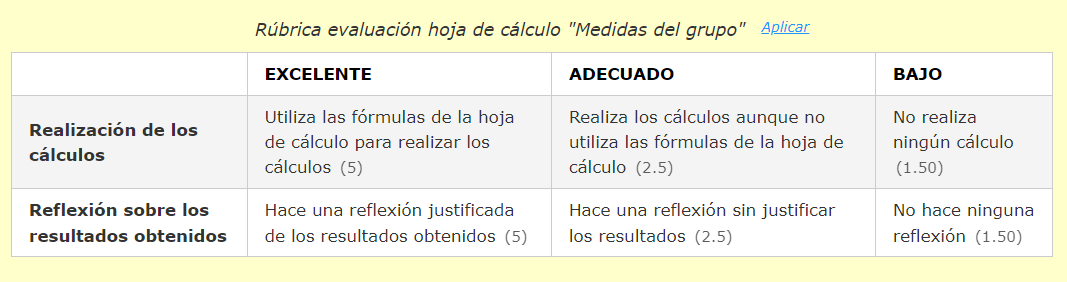 Rúbrica evaluación hoja de cálculo "Medidas del grupo" Aplicar
EXCELENTE ADECUADO BAJO
Realización de los
cálculos
Utiliza las fórmulas de la hoja
de cálculo para realizar los
cálculos (5)
Realiza los cálculos aunque no
utiliza las fórmulas de la hoja de
cálculo (2.5)
No realiza
ningún cálculo
(1.50)
Reflexión sobre los
resultados obtenidos
Hace una reflexión justificada
de los resultados obtenidos (5)
Hace una reflexión sin justificar
los resultados (2.5)
No hace ninguna
reflexión (1.50)